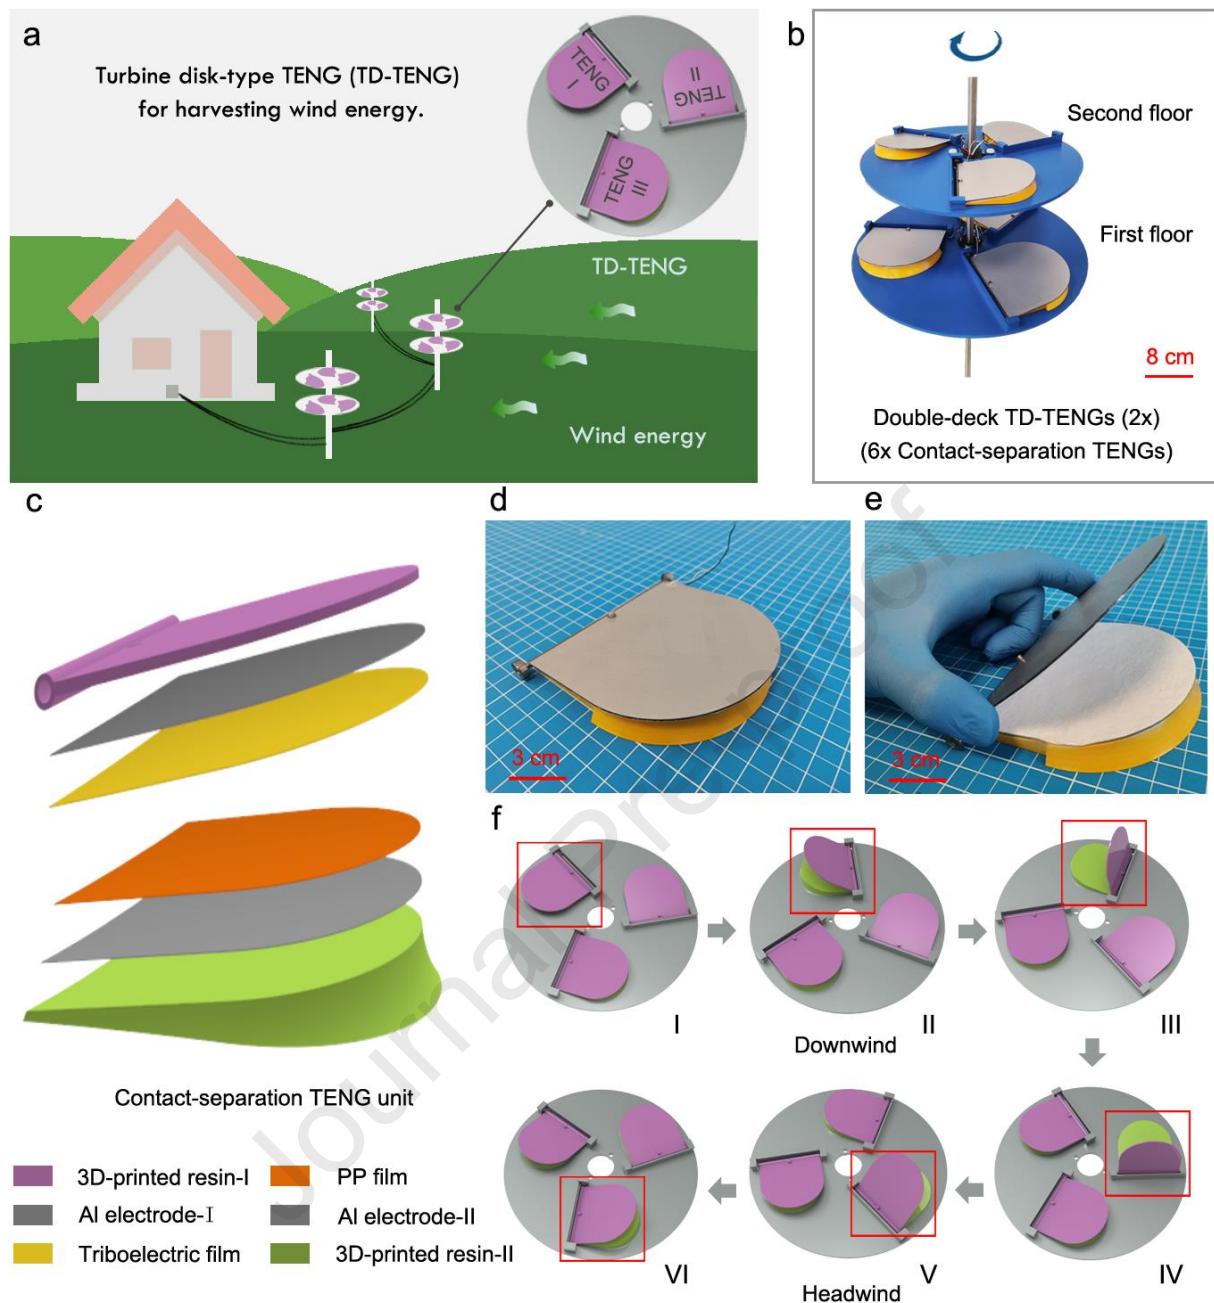 a
Turbine disk-type TENG (TD-TENG)
for harvesting wind energy.
TENG
I
TENG
II
TENG
III
TD-TENG
Wind energy
b
Second floor
First floor
8 cm
Double-deck TD-TENGs (2x)
(6x Contact-separation TENGs)
c
Contact-separation TENG unit
3D-printed resin-I
PP film
Al electrode-I
Al electrode-II
Triboelectric film
3D-printed resin-II
d
3 cm
e
3 cm
f
I
II
III
Downwind
VI
V
IV
Headwind
Journal Pre-proof